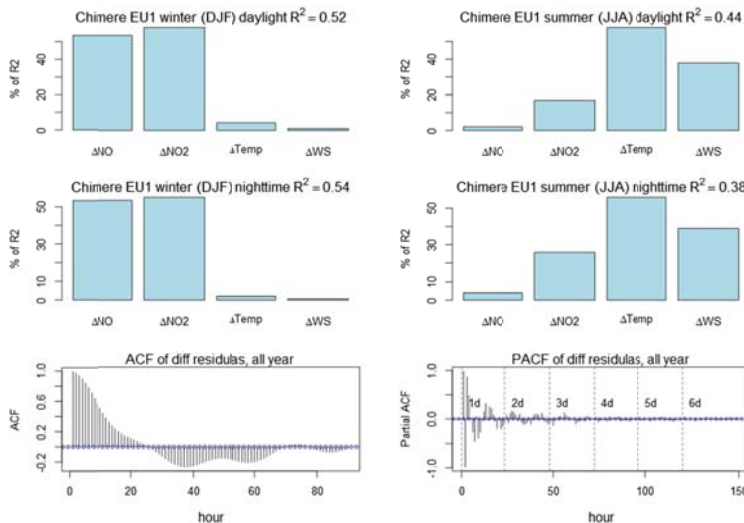 Chimere EU1 winter (DJF) daylight R² = 0.52
% of R2
40
20
0
ΔNO ΔNO2 ΔTemp ΔWS
Chimere EU1 summer (JJA) daylight R² = 0.44
% of R2
40
20
0
ΔNO ΔNO2 ΔTemp ΔWS
Chimere EU1 winter (DJF) nighttime R² = 0.54
% of R2
50
30
0
ΔNO ΔNO2 ΔTemp ΔWS
Chimere EU1 summer (JJA) nighttime R² = 0.38
% of R2
50
30
0
ΔNO ΔNO2 ΔTemp ΔWS
ACF of diff residulas, all year
ACF
1.0
0.6
0.2
-0.2
0 20 40 60 80
hour
PACF of diff residulas, all year
Partial ACF
1.0
0.0
-1.0
1d 2d 3d 4d 5d 6d
0 50 100 150
hour